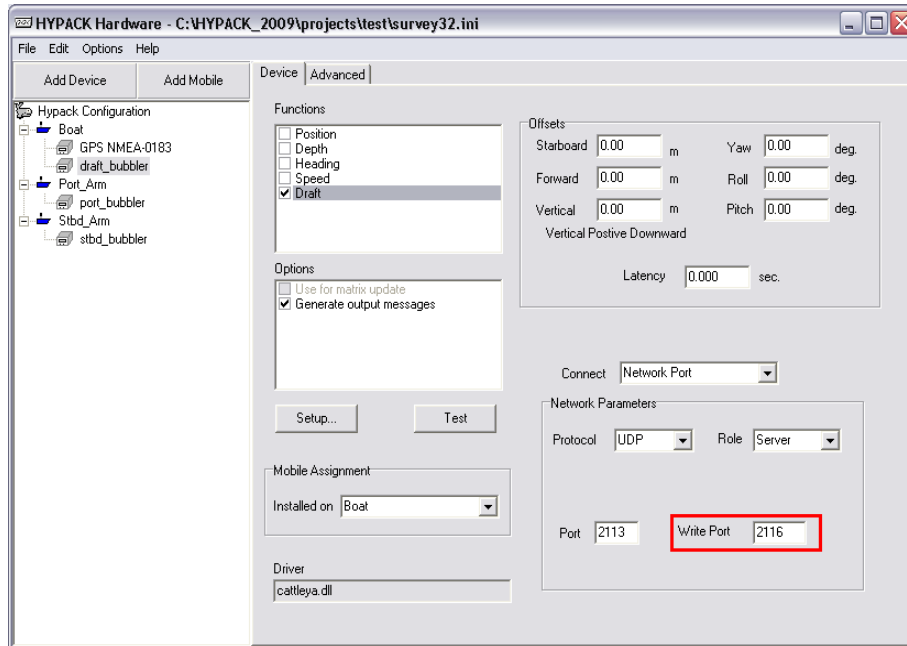 HYPACK Hardware - C:\HYPACK_2009\projects\test\survey32.ini
File Edit Options Help
Add Device Add Mobile
Hypack Configuration
Boat
GPS NMEA-0183
draft_bubbler
Port_Arm
port_bubbler
Stbd_Arm
stbd_bubbler
Device Advanced
Functions
Position
Depth
Heading
Speed
Draft
Options
Use for matrix update
Generate output messages
Setup... Test
Mobile Assignment
Installed on Boat
Driver
cattleya.dll
Offsets
Starboard 0.00 m Yaw 0.00 deg.
Forward 0.00 m Roll 0.00 deg.
Vertical 0.00 m Pitch 0.00 deg.
Vertical Postive Downward
Latency 0.000 sec.
Connect Network Port
Network Parameters
Protocol UDP Role Server
Port 2113 Write Port 2116